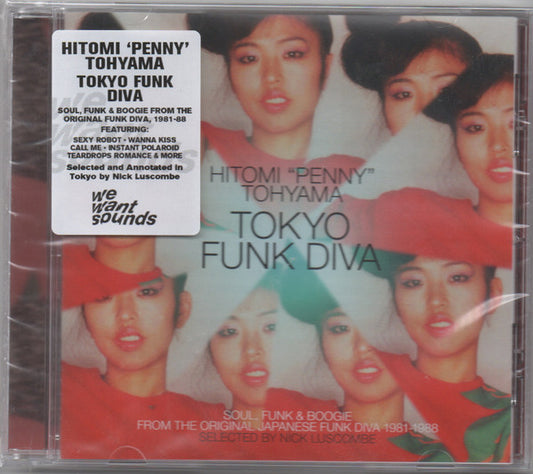 HITOMI 'PENNY'
TOHYAMA
TOKYO FUNK
DIVA
SOUL, FUNK & BOOGIE FROM THE
ORIGINAL FUNK DIVA, 1981-88
FEATURING:
SEXY ROBOT • WANNA KISS
CALL ME • INSTANT POLAROID
TEARDROPS ROMANCE & MORE
Selected and Annotated In
Tokyo by Nick Luscombe
we
want
sounds
HITOMI "PENNY"
TOHYAMA
TOKYO
FUNK DIVA
SOUL, FUNK & BOOGIE
FROM THE ORIGINAL JAPANESE FUNK DIVA 1981-1988
SELECTED BY NICK LUSCOMBE